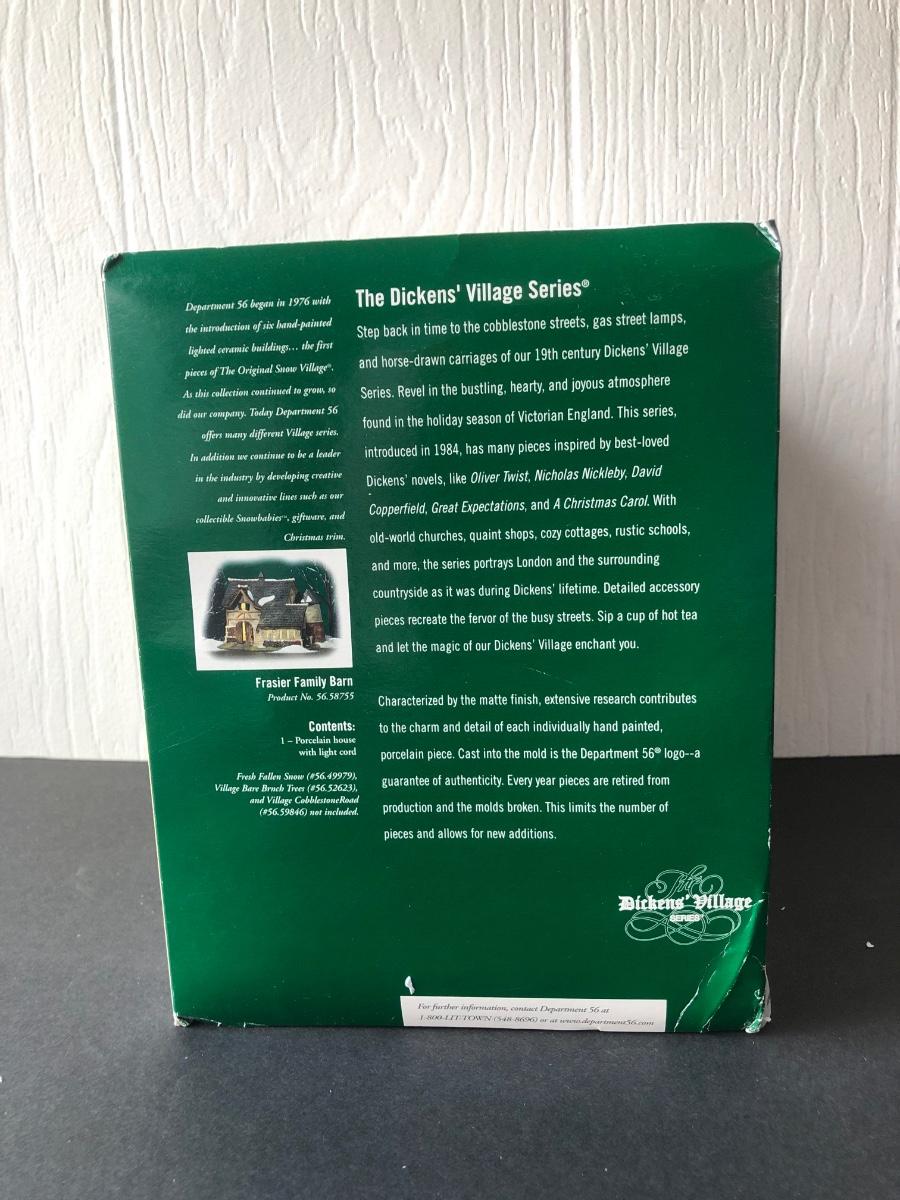 Department 56 began in 1976 with
the introduction of six hand-painted
lighted ceramic buildings... the first
pieces of The Original Snow Village®.
As this collection continued to grow, so
did our company. Today Department 56
offers many different Village series.
In addition we continue to be a leader
in the industry by developing creative
and innovative lines such as our
collectible Snowbabies™, giftware, and
Christmas trim.
Frasier Family Barn
Product No. 56.58755
Contents:
1 – Porcelain house
with light cord
Fresh Fallen Snow (#56.49979),
Village Bare Brnch Trees (#56.52623),
and Village CobblestoneRoad
(#56.59846) not included.
The Dickens' Village Series®
Step back in time to the cobblestone streets, gas street lamps,
and horse-drawn carriages of our 19th century Dickens' Village
Series. Revel in the bustling, hearty, and joyous atmosphere
found in the holiday season of Victorian England. This series,
introduced in 1984, has many pieces inspired by best-loved
Dickens' novels, like Oliver Twist, Nicholas Nickleby, David
Copperfield, Great Expectations, and A Christmas Carol. With
old-world churches, quaint shops, cozy cottages, rustic schools,
and more, the series portrays London and the surrounding
countryside as it was during Dickens' lifetime. Detailed accessory
pieces recreate the fervor of the busy streets. Sip a cup of hot tea
and let the magic of our Dickens' Village enchant you.
Characterized by the matte finish, extensive research contributes
to the charm and detail of each individually hand painted,
porcelain piece. Cast into the mold is the Department 56® logo--a
guarantee of authenticity. Every year pieces are retired from
production and the molds broken. This limits the number of
pieces and allows for new additions.
The
Dickens' Village
SERIES®
For further information, contact Department 56 at
1-800-LIT-TOWN (548-8696) or at www.department56.com